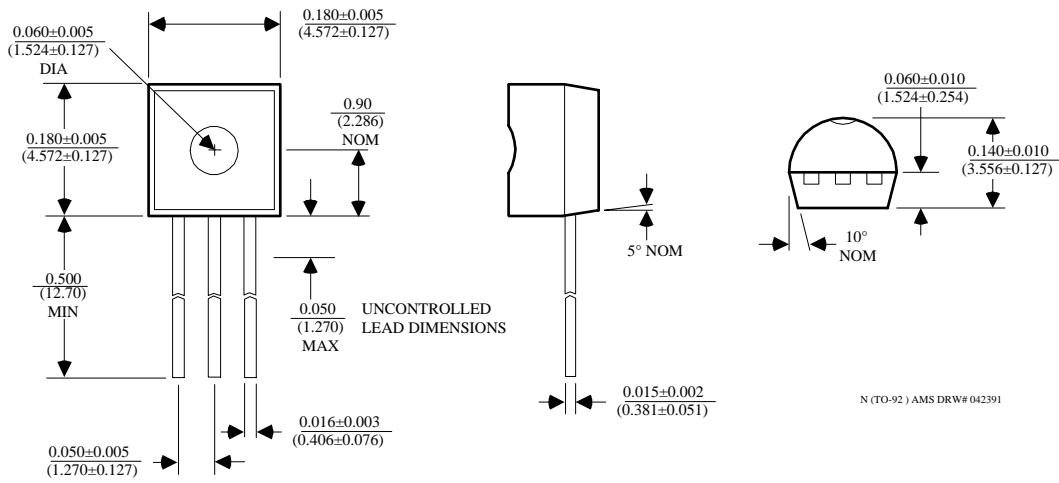 0.180±0.005
(4.572±0.127)
0.060±0.005
(1.524±0.127)
DIA
0.90
(2.286)
NOM
0.180±0.005
(4.572±0.127)
0.500
(12.70)
MIN
0.050
(1.270)
MAX
UNCONTROLLED
LEAD DIMENSIONS
0.016±0.003
(0.406±0.076)
0.050±0.005
(1.270±0.127)
5° NOM
0.015±0.002
(0.381±0.051)
0.060±0.010
(1.524±0.254)
0.140±0.010
(3.556±0.127)
10°
NOM
N (TO-92 ) AMS DRW# 042391